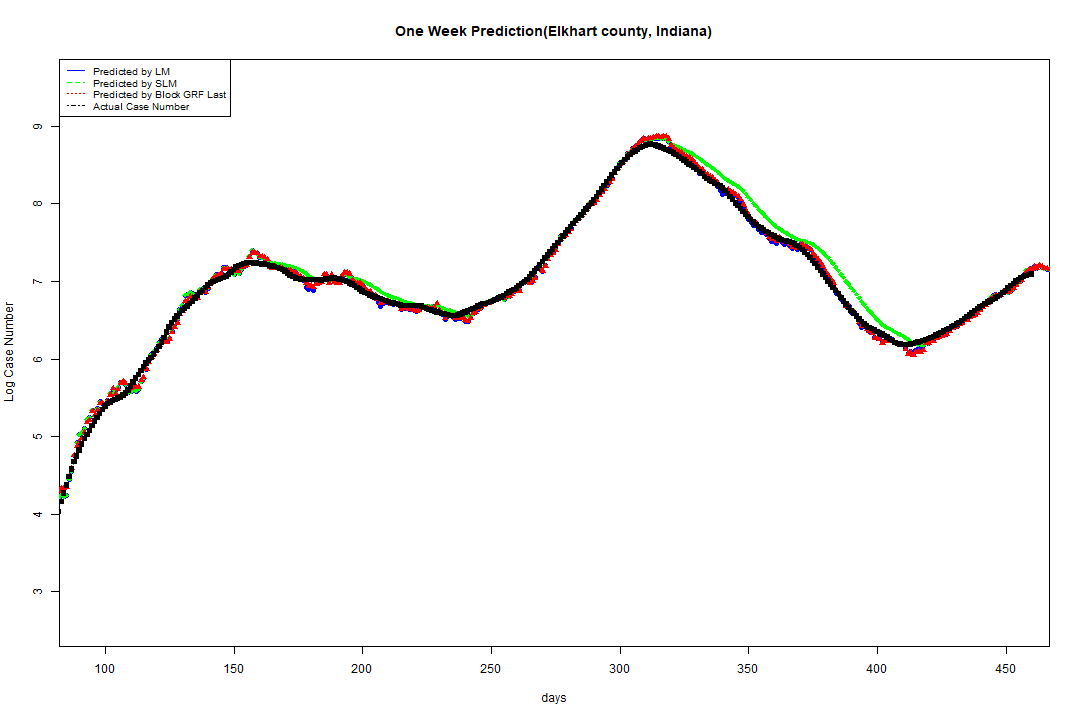 One Week Prediction(Elkhart county, Indiana)
Predicted by LM
Predicted by SLM
Predicted by Block GRF Last
Actual Case Number
9
8
7
6
5
4
3
Log Case Number
100 150 200 250 300 350 400 450
days